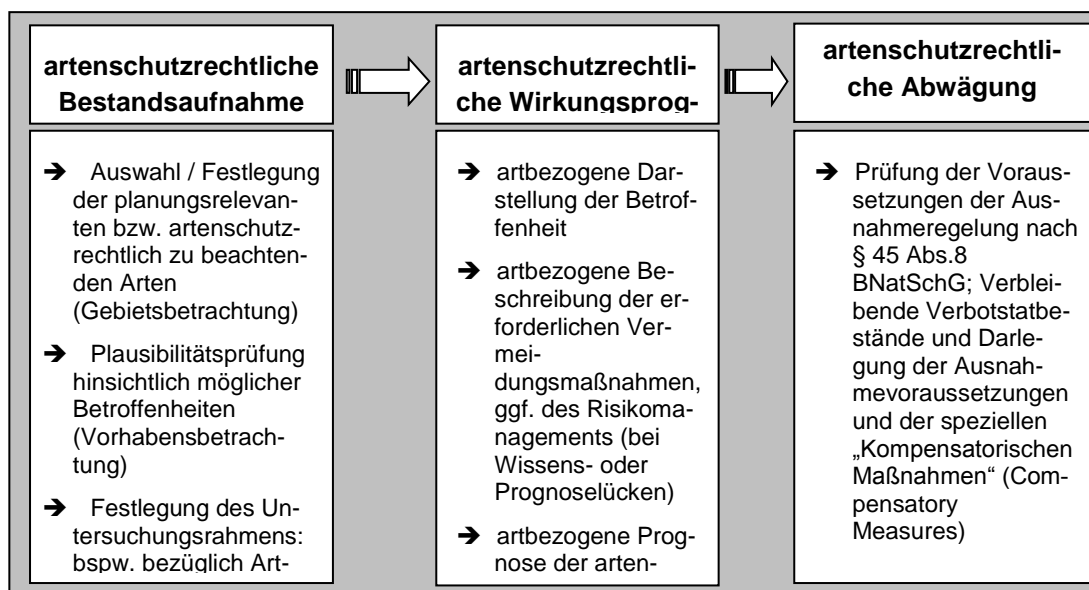 artenschutzrechtliche
Bestandsaufnahme
➔ Auswahl / Festlegung
der planungsrelevan-
ten bzw. artenschutz-
rechtlich zu beachten-
den Arten
(Gebietsbetrachtung)
➔ Plausibilitätsprüfung
hinsichtlich möglicher
Betroffenheiten
(Vorhabensbetrach-
tung)
➔ Festlegung des Un-
tersuchungsrahmens:
bspw. bezüglich Art-
artenschutzrechtli-
che Wirkungsprog-
➔ artbezogene Dar-
stellung der Betrof-
fenheit
➔ artbezogene Be-
schreibung der er-
forderlichen Ver-
mei-
dungsmaßnahmen,
ggf. des Risikoma-
nagements (bei
Wissens- oder
Prognoselücken)
➔ artbezogene Prog-
nose der arten-
artenschutzrechtli-
che Abwägung
➔ Prüfung der Voraus-
setzungen der Aus-
nahmeregelung nach
§ 45 Abs.8
BNatSchG; Verblei-
bende Verbotstatbe-
stände und Darle-
gung der Ausnah-
mevoraussetzungen
und der speziellen
„Kompensatorischen
Maßnahmen“ (Com-
pensatory
Measures)